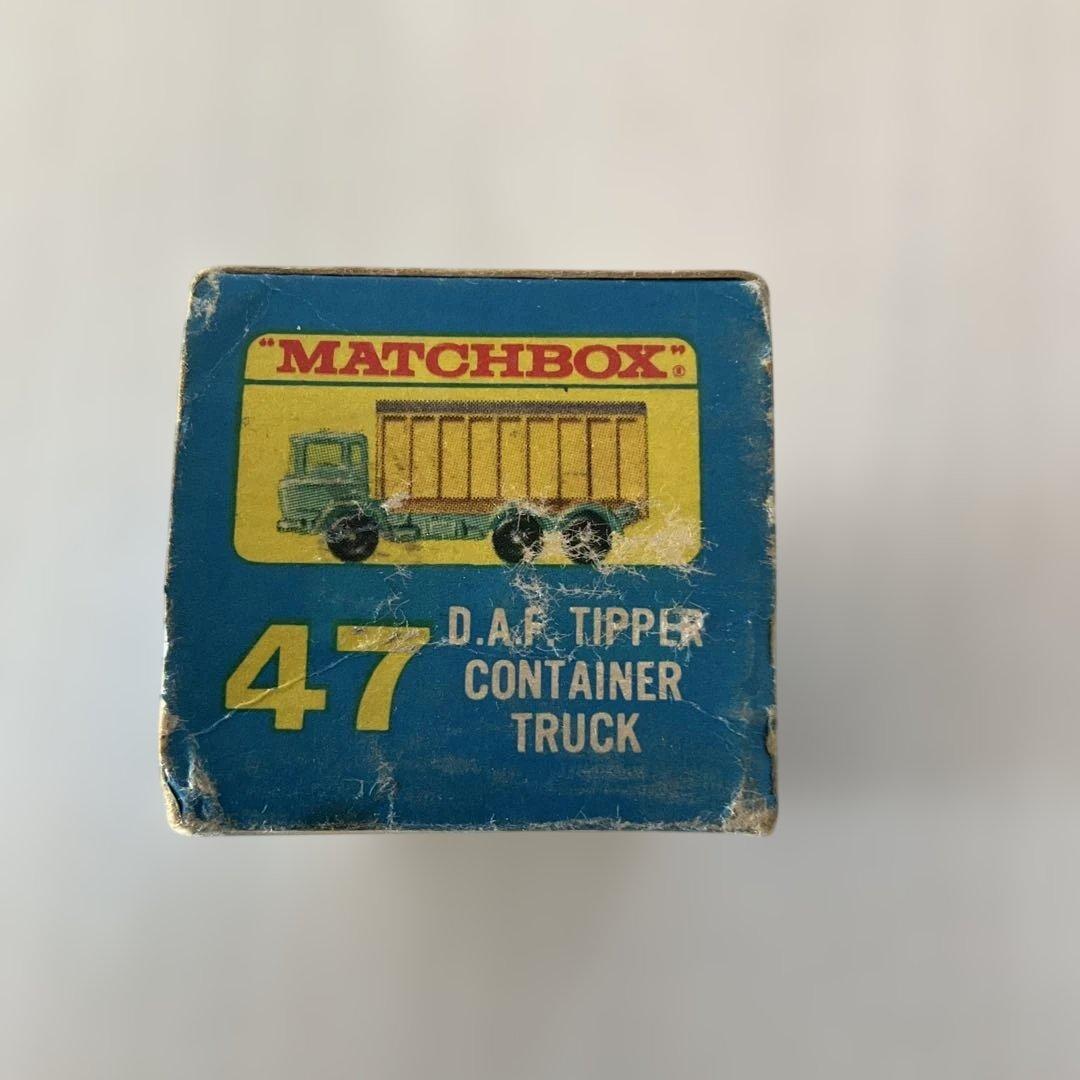 "MATCHBOX"®
47
D.A.F. TIPPER
CONTAINER
TRUCK